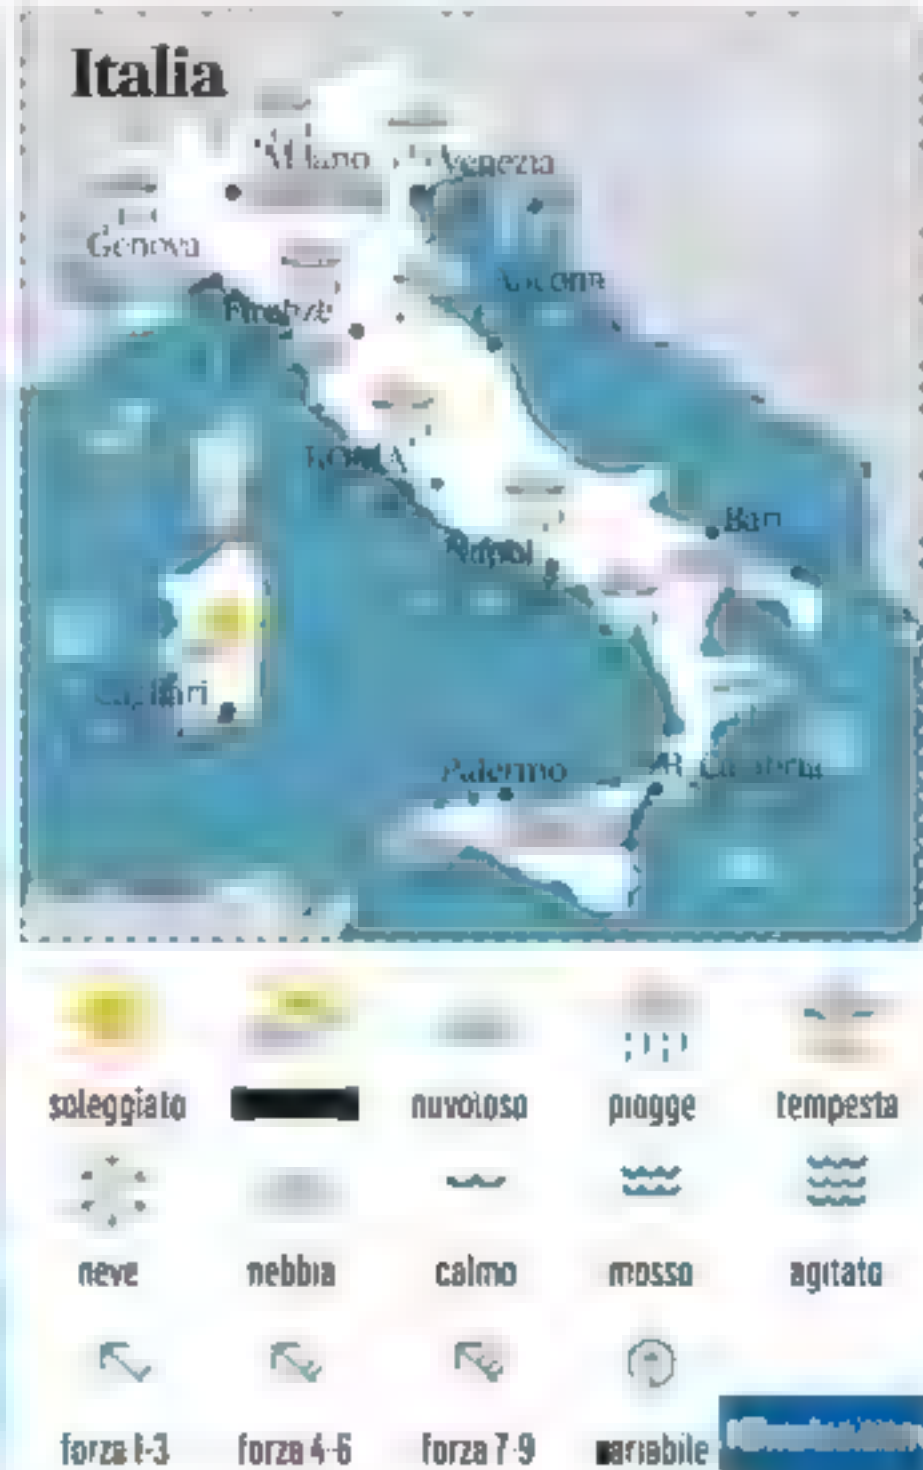 Italia
Milano
Venezia
Genova
Ancona
Firenze
ROMA
Bari
Napoli
Cagliari
Palermo
R. Calabria
soleggiato nuvoloso piogge tempesta
neve nebbia calmo mosso agitato
forza 1-3 forza 4-6 forza 7-9 variabile